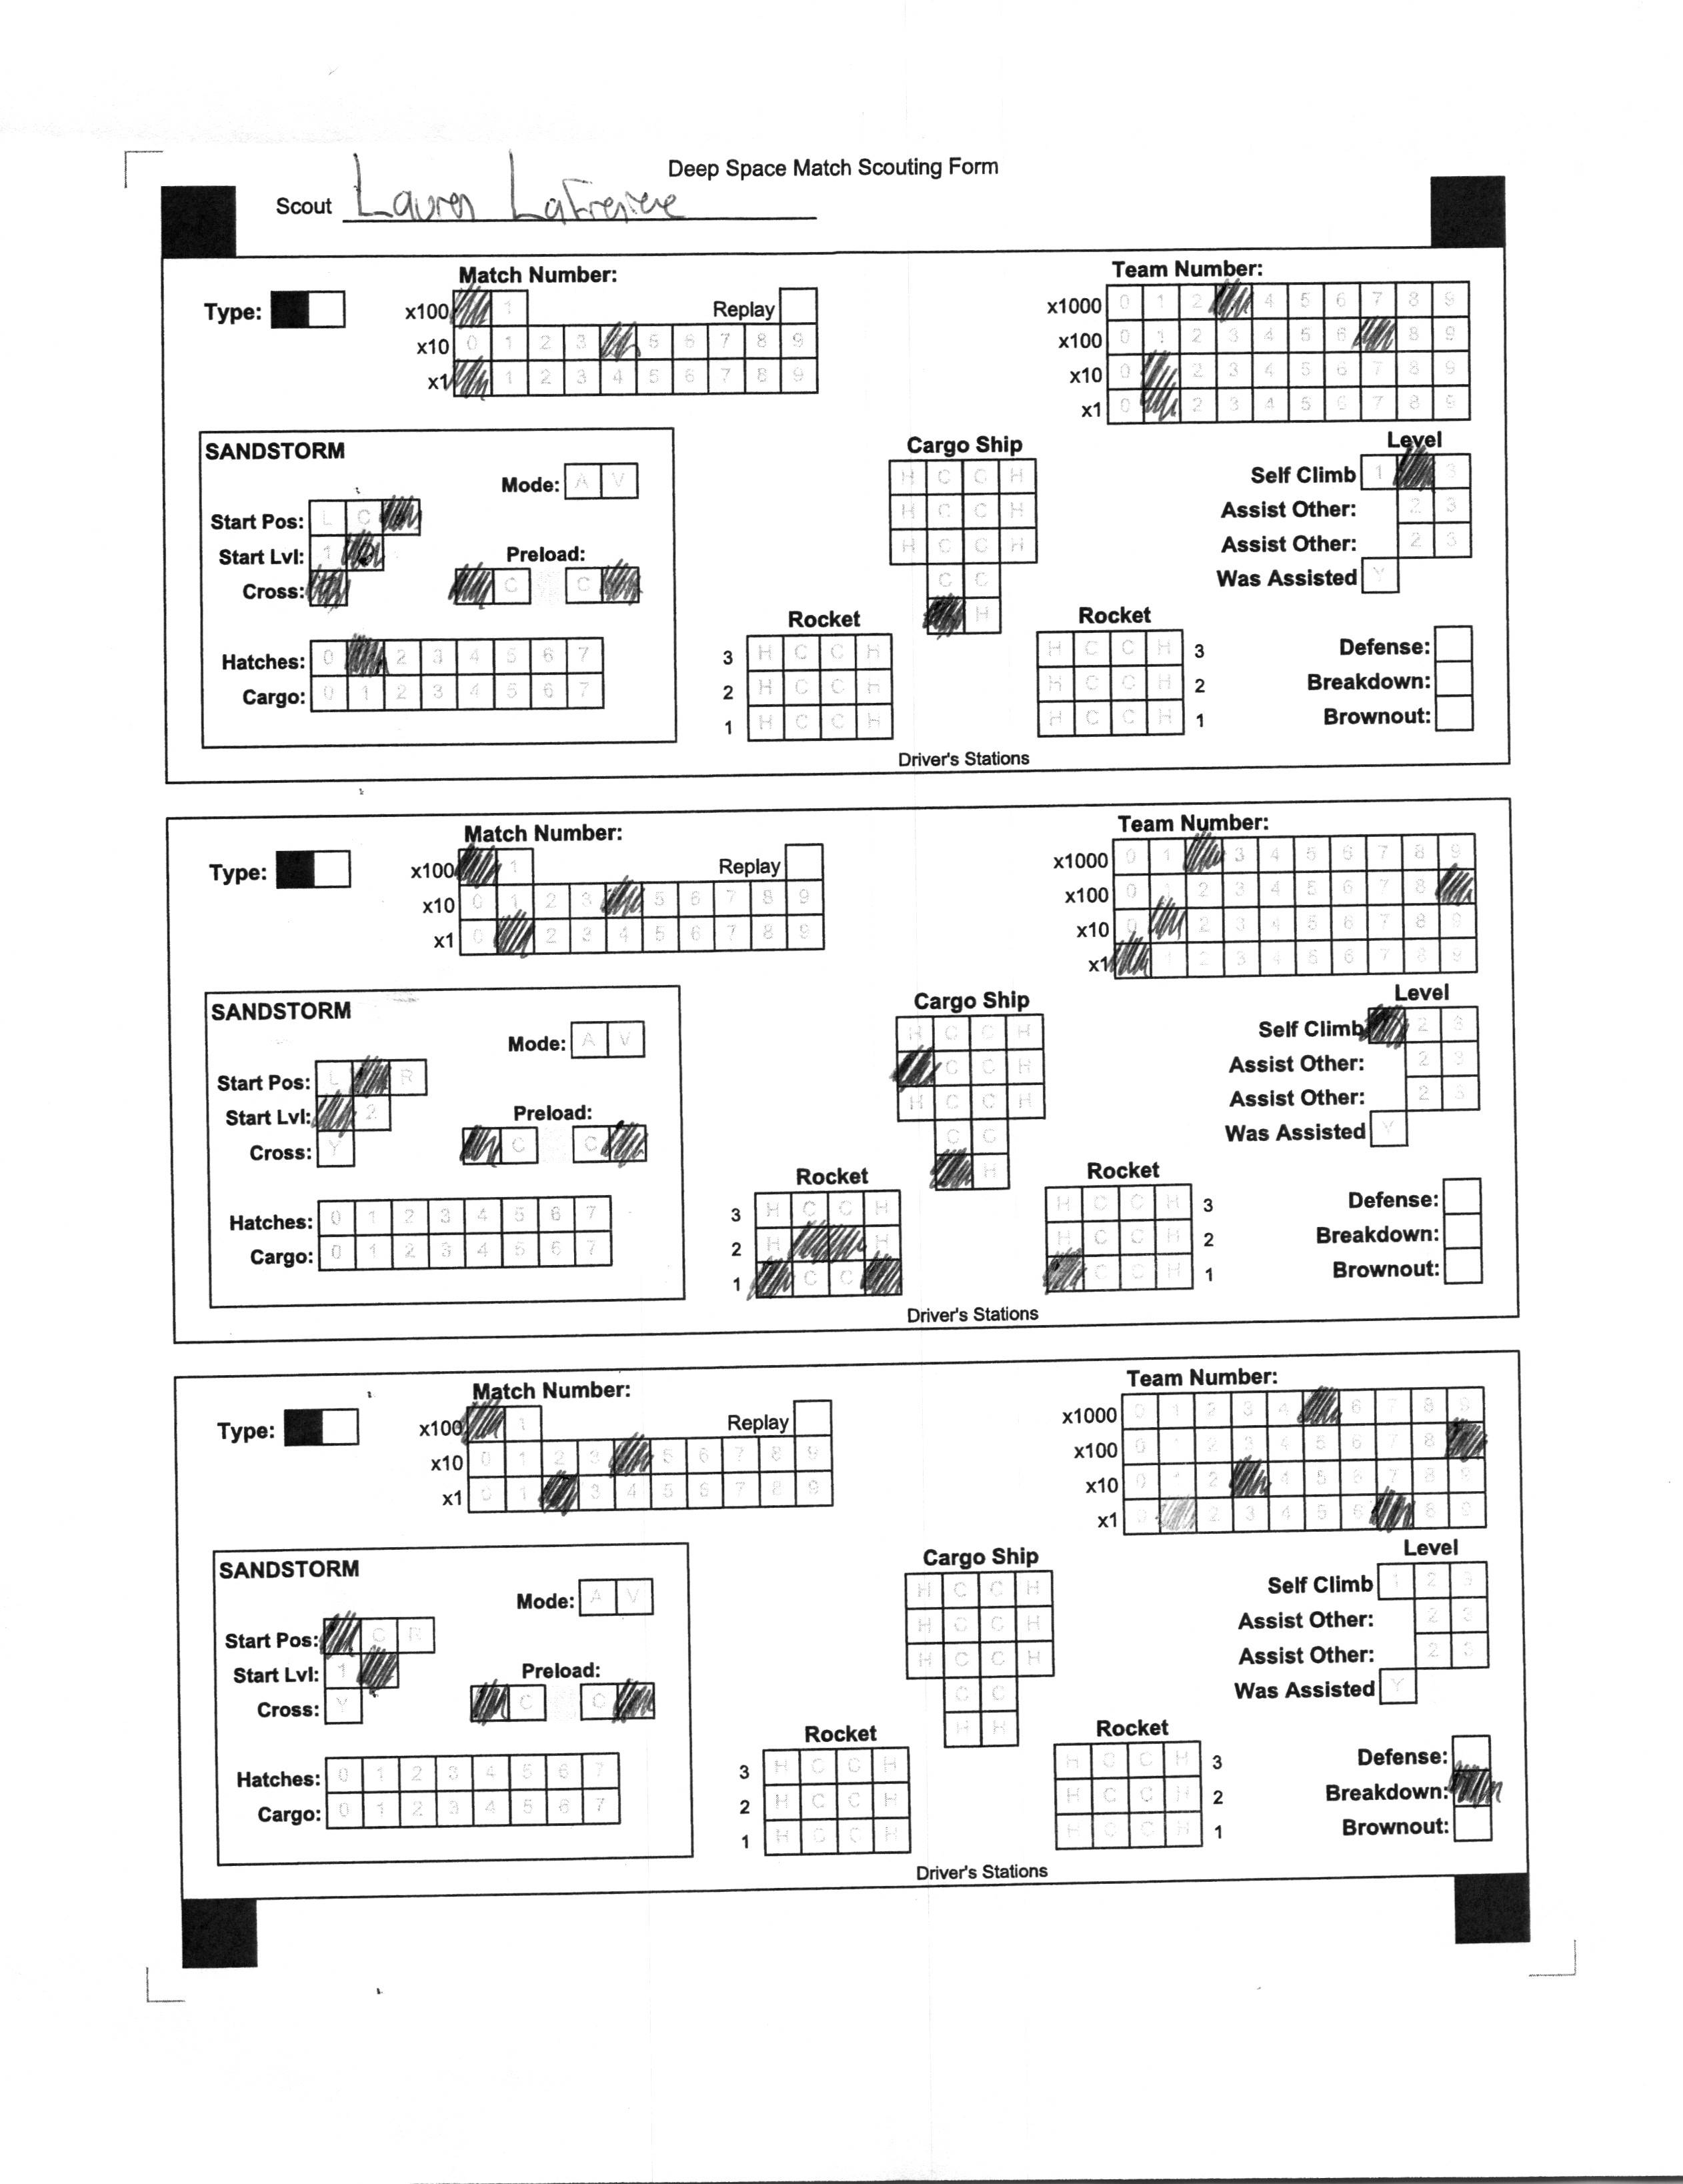 Deep Space Match Scouting Form
Scout Lauren Lafreniere
Match Number: Team Number:
Type: x100 1 Replay x1000 0 1 2 4 5 6 7 8 9
x10 0 1 2 3 5 6 7 8 9 x100 0 1 2 3 4 5 6 8 9
x1 1 2 3 4 5 6 7 8 9 x10 0 2 3 4 5 6 7 8 9
x1 0 2 3 4 5 6 7 8 9
SANDSTORM Cargo Ship Level
Mode: A V H C C H Self Climb 1 3
Start Pos: L C H C C H Assist Other: 2 3
Start Lvl: 1 Preload: H C C H Assist Other: 2 3
Cross: C C C C Was Assisted Y
Rocket H Rocket
Hatches: 0 2 3 4 5 6 7 3 H C C H H C C H 3 Defense:
Cargo: 0 1 2 3 4 5 6 7 2 H C C H H C C H 2 Breakdown:
1 H C C H H C C H 1 Brownout:
Driver's Stations
Match Number: Team Number:
Type: x100 1 Replay x1000 0 1 3 4 5 6 7 8 9
x10 0 1 2 3 5 6 7 8 9 x100 0 1 2 3 4 5 6 7 8
x1 0 2 3 4 5 6 7 8 9 x10 0 2 3 4 5 6 7 8 9
x1 1 2 3 4 5 6 7 8 9
SANDSTORM Cargo Ship Level
Mode: A V H C C H Self Climb 2 3
Start Pos: L R C C H Assist Other: 2 3
Start Lvl: 2 Preload: H C C H Assist Other: 2 3
Cross: Y C C C C Was Assisted Y
Rocket H Rocket
Hatches: 0 1 2 3 4 5 6 7 3 H C C H H C C H 3 Defense:
Cargo: 0 1 2 3 4 5 6 7 2 H H H C C H 2 Breakdown:
1 C C C C H 1 Brownout:
Driver's Stations
Match Number: Team Number:
Type: x100 1 Replay x1000 0 1 2 3 4 6 7 8 9
x10 0 1 2 3 5 6 7 8 9 x100 0 1 2 3 4 5 6 7 8
x1 0 1 3 4 5 6 7 8 9 x10 0 1 2 4 5 6 7 8 9
x1 0 2 3 4 5 6 8 9
SANDSTORM Cargo Ship Level
Mode: A V H C C H Self Climb 1 2 3
Start Pos: C R H C C H Assist Other: 2 3
Start Lvl: 1 Preload: H C C H Assist Other: 2 3
Cross: Y C C C C Was Assisted Y
Rocket H H Rocket
Hatches: 0 1 2 3 4 5 6 7 3 H C C H H C C H 3 Defense:
Cargo: 0 1 2 3 4 5 6 7 2 H C C H H C C H 2 Breakdown:
1 H C C H H C C H 1 Brownout:
Driver's Stations